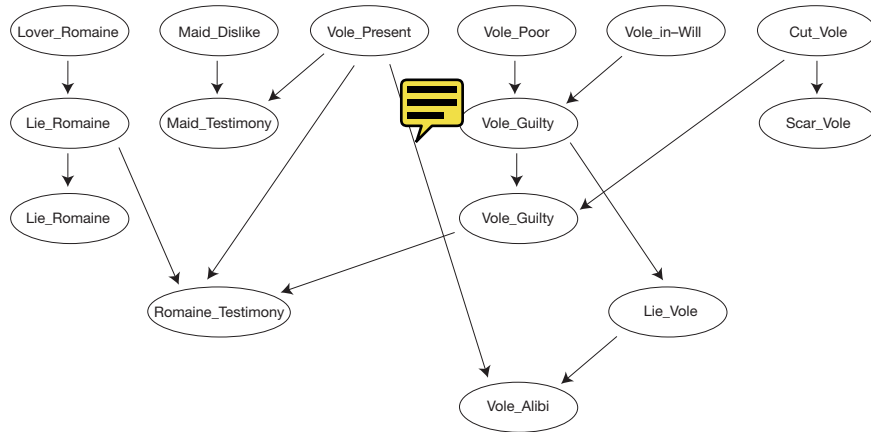 Lover_Romaine
Maid_Dislike
Vole_Present
Vole_Poor
Vole_in–Will
Cut_Vole
Lie_Romaine
Maid_Testimony
Vole_Guilty
Scar_Vole
Lie_Romaine
Vole_Guilty
Romaine_Testimony
Lie_Vole
Vole_Alibi